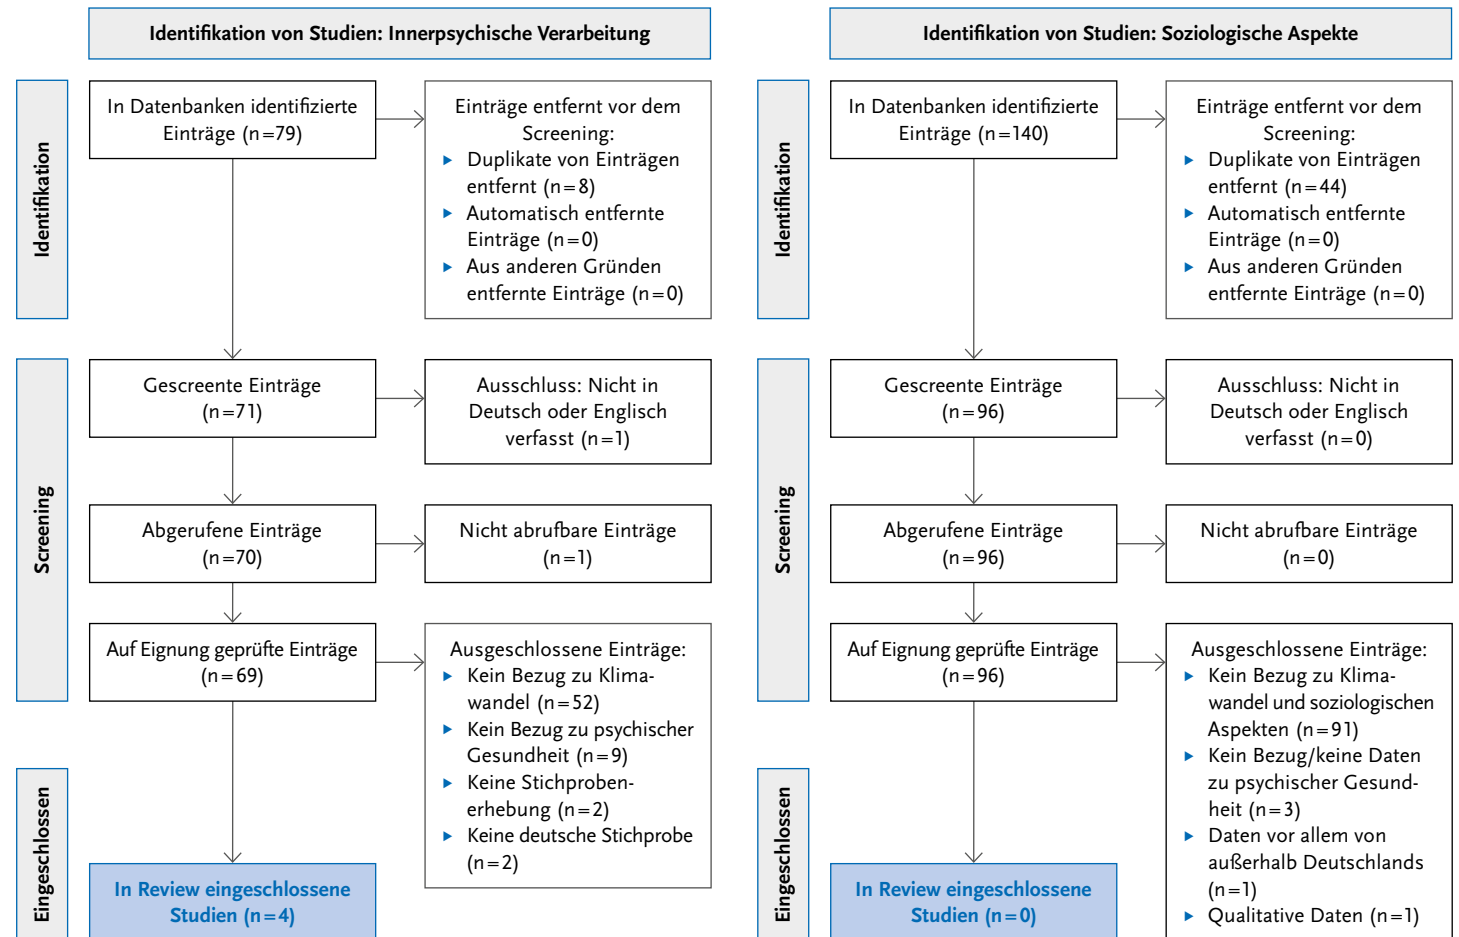 Identifikation von Studien: Innerpsychische Verarbeitung
Identifikation
In Datenbanken identifizierte
Einträge (n=79)
Einträge entfernt vor dem
Screening:
▸ Duplikate von Einträgen
entfernt (n=8)
▸ Automatisch entfernte
Einträge (n=0)
▸ Aus anderen Gründen
entfernte Einträge (n=0)
Screening
Gescreente Einträge
(n=71)
Ausschluss: Nicht in
Deutsch oder Englisch
verfasst (n=1)
Abgerufene Einträge
(n=70)
Nicht abrufbare Einträge
(n=1)
Auf Eignung geprüfte Einträge
(n=69)
Ausgeschlossene Einträge:
▸ Kein Bezug zu Klima-
wandel (n=52)
▸ Kein Bezug zu psychischer
Gesundheit (n=9)
▸ Keine Stichproben-
erhebung (n=2)
▸ Keine deutsche Stichprobe
(n=2)
Eingeschlossen
In Review eingeschlossene
Studien (n=4)
Identifikation von Studien: Soziologische Aspekte
Identifikation
In Datenbanken identifizierte
Einträge (n=140)
Einträge entfernt vor dem
Screening:
▸ Duplikate von Einträgen
entfernt (n=44)
▸ Automatisch entfernte
Einträge (n=0)
▸ Aus anderen Gründen
entfernte Einträge (n=0)
Screening
Gescreente Einträge
(n=96)
Ausschluss: Nicht in
Deutsch oder Englisch
verfasst (n=0)
Abgerufene Einträge
(n=96)
Nicht abrufbare Einträge
(n=0)
Auf Eignung geprüfte Einträge
(n=96)
Ausgeschlossene Einträge:
▸ Kein Bezug zu Klima-
wandel und soziologischen
Aspekten (n=91)
▸ Kein Bezug/keine Daten
zu psychischer Gesund-
heit (n=3)
▸ Daten vor allem von
außerhalb Deutschlands
(n=1)
▸ Qualitative Daten (n=1)
Eingeschlossen
In Review eingeschlossene
Studien (n=0)